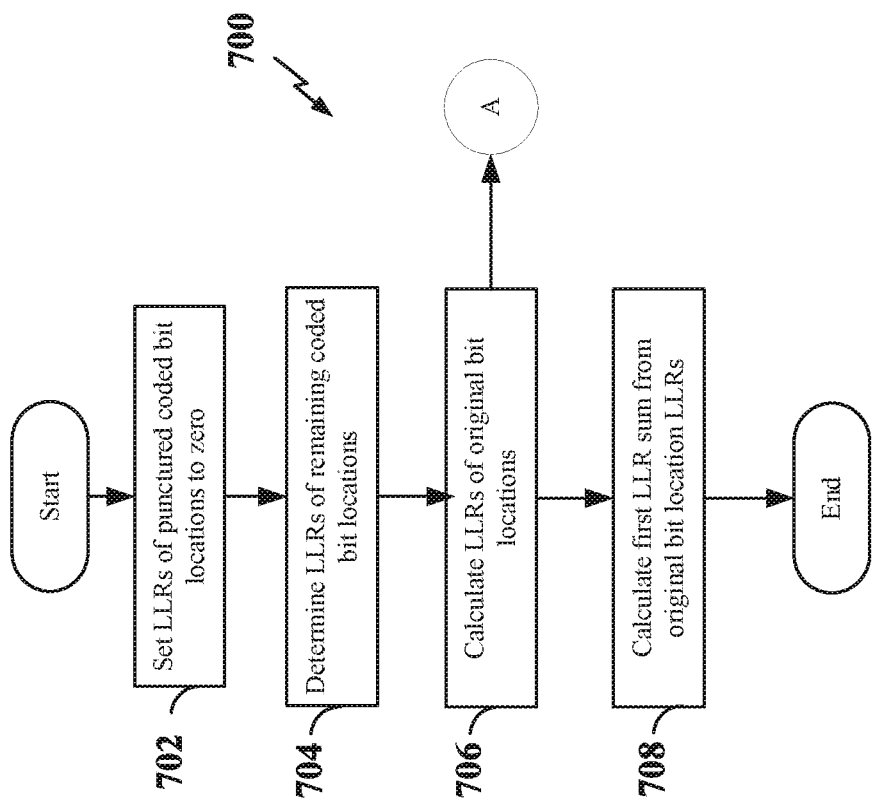 700
Start
702
Set LLRs of punctured coded bit
locations to zero
704
Determine LLRs of remaining coded
bit locations
706
Calculate LLRs of original bit
locations
A
708
Calculate first LLR sum from
original bit location LLRs
End